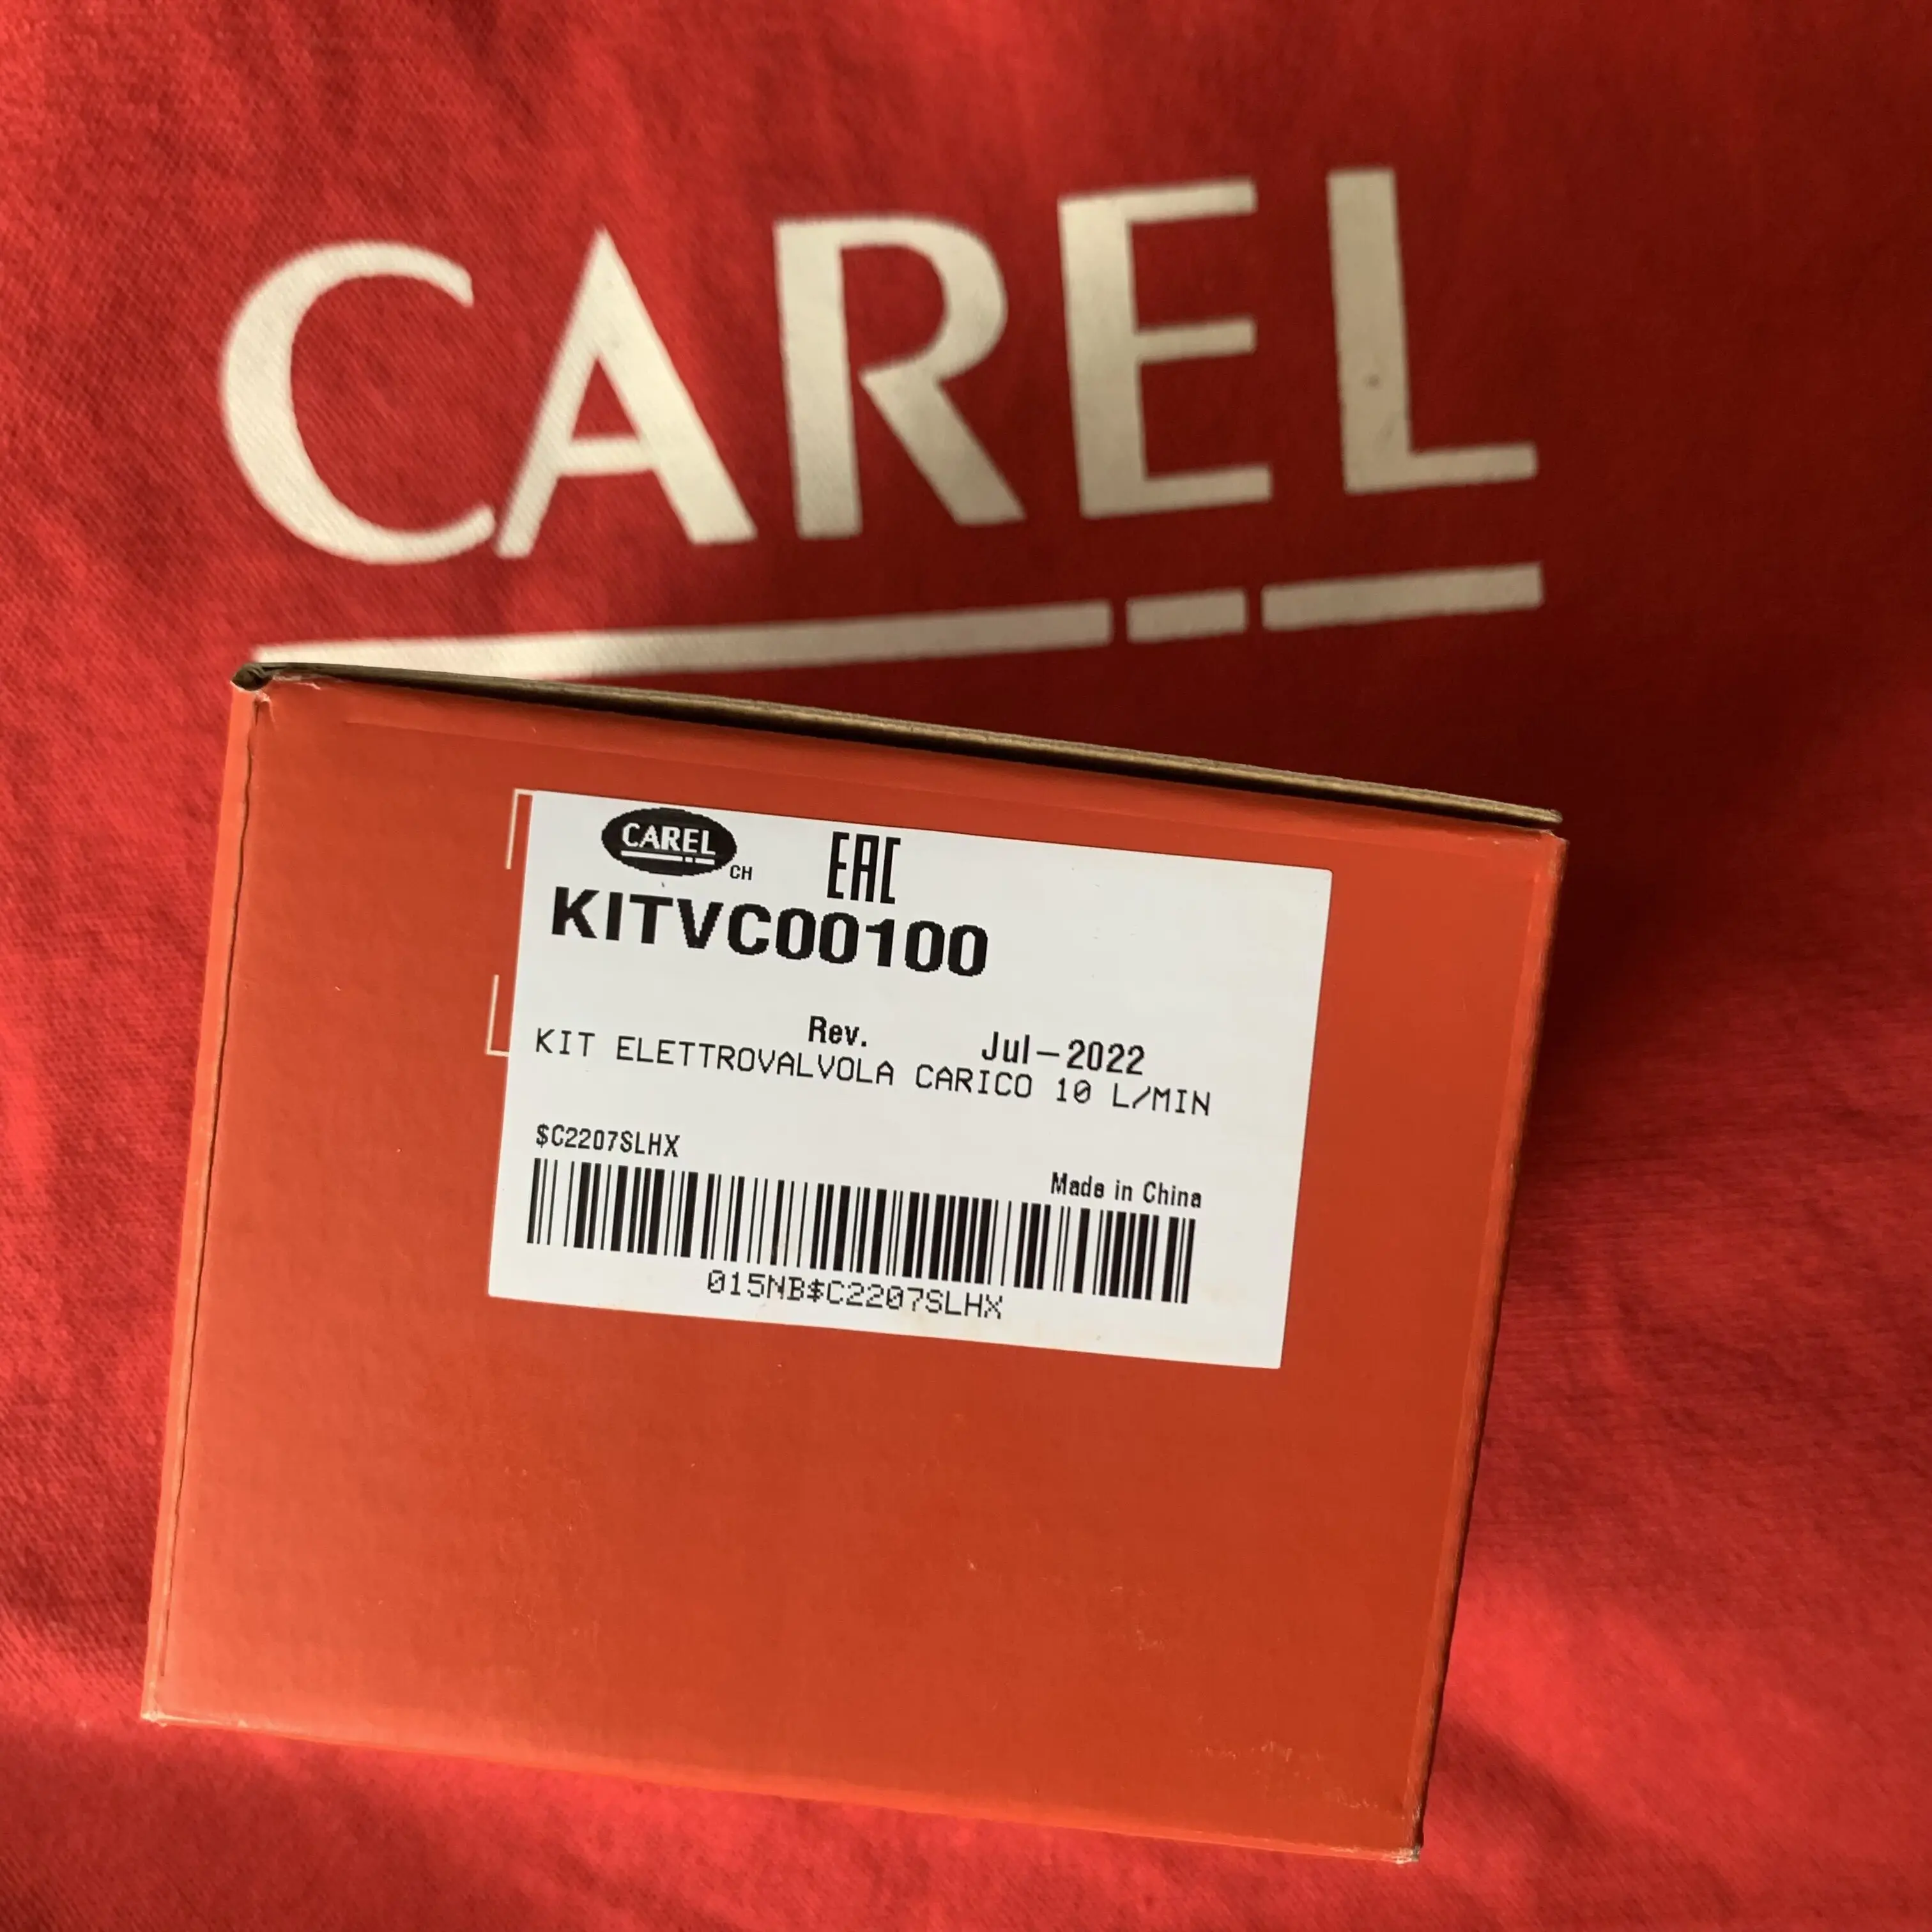 CAREL
CAREL CH EAC
KITVC00100
Rev. Jul-2022
KIT ELETTROVALVOLA CARICO 10 L/MIN
$C2207SLHX
Made in China
015NB$C2207SLHX